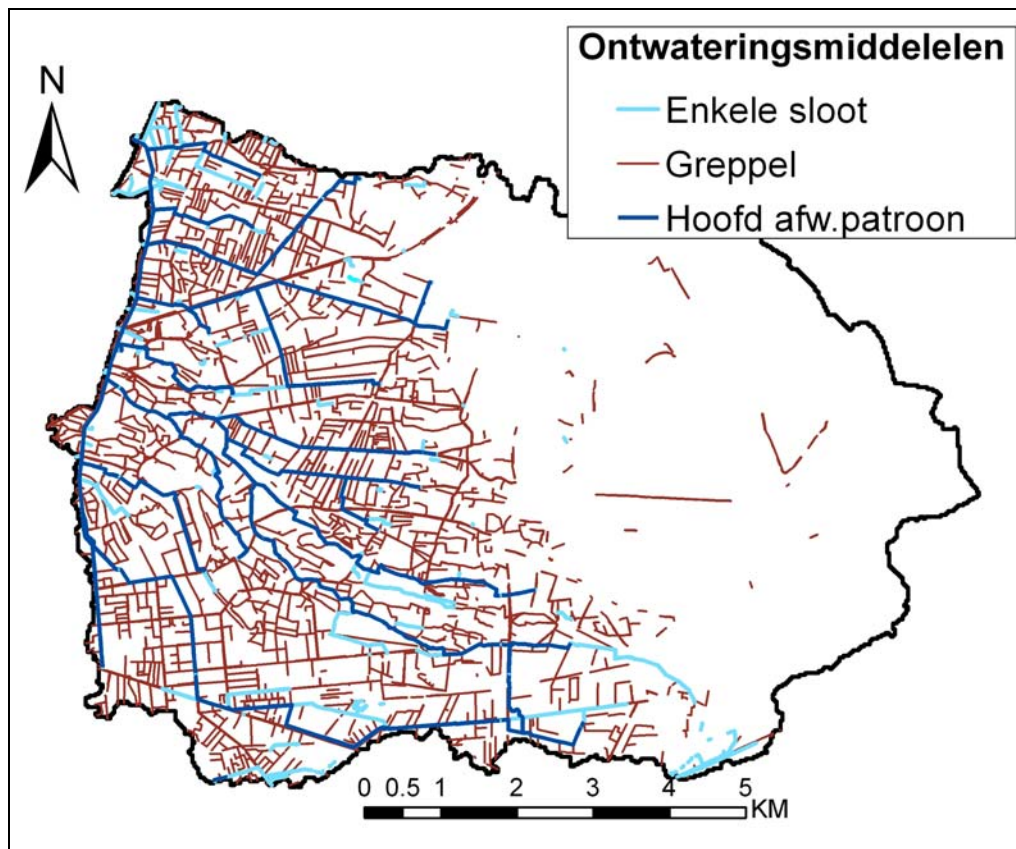 Ontwateringsmiddelelen
N
Enkele sloot
Greppel
Hoofd afw.patroon
0 0.5 1 2 3 4 5
KM